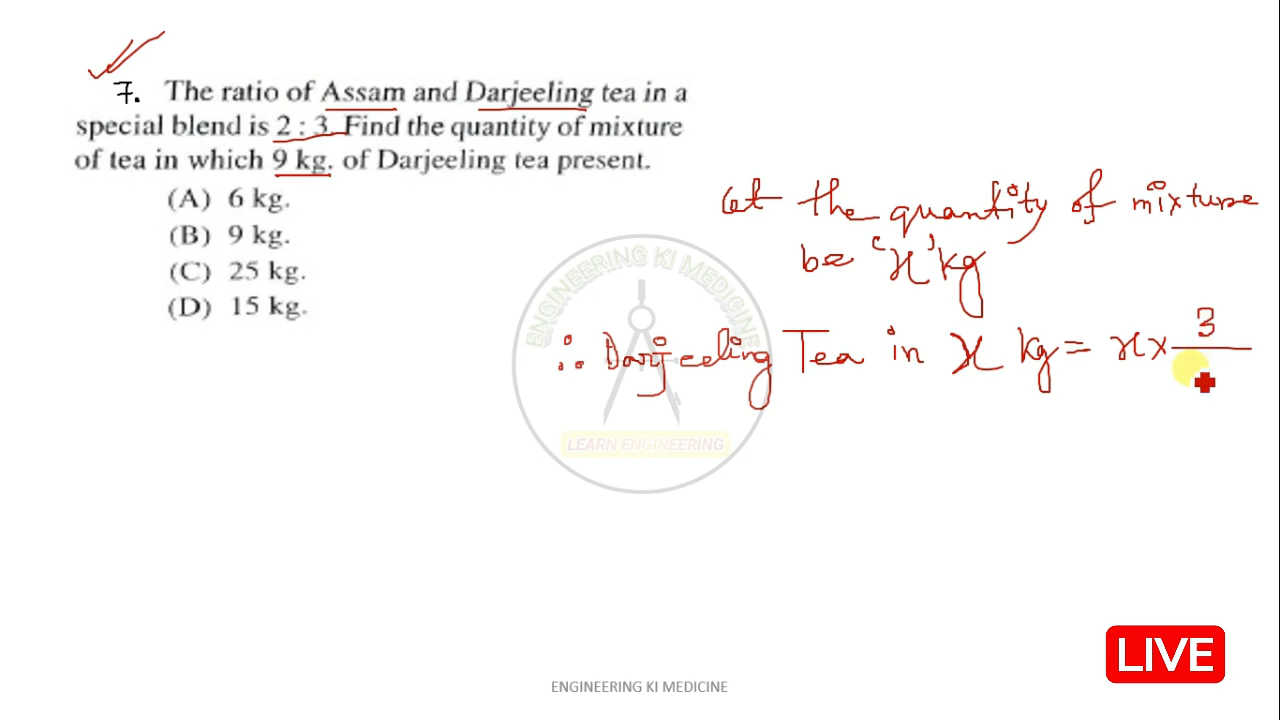 7. The ratio of Assam and Darjeeling tea in a
special blend is 2 : 3. Find the quantity of mixture
of tea in which 9 kg. of Darjeeling tea present.
(A) 6 kg.
(B) 9 kg.
(C) 25 kg.
(D) 15 kg.
Let the quantity of mixture
be 'x' kg
∴ Darjeeling Tea in x kg = x × 3
ENGINEERING KI MEDICINE
LEARN ENGINEERING
LIVE
ENGINEERING KI MEDICINE